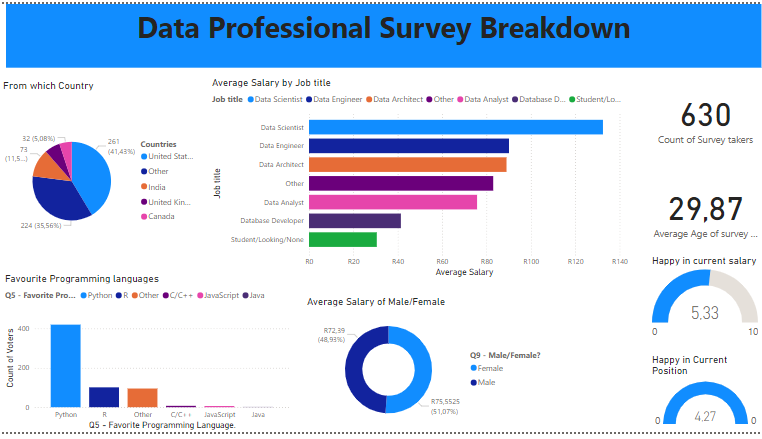 Data Professional Survey Breakdown
From which Country
32 (5,08%)
73
(11,5...)
261
(41,43%)
224 (35,56%)
Countries
United Stat...
Other
India
United Kin...
Canada
Average Salary by Job title
Job title Data Scientist Data Engineer Data Architect Other Data Analyst Database D... Student/Lo...
Job title
Data Scientist
Data Engineer
Data Architect
Other
Data Analyst
Database Developer
Student/Looking/None
R0 R20 R40 R60 R80 R100 R120 R140
Average Salary
630
Count of Survey takers
29,87
Average Age of survey ...
Happy in current salary
5,33
0 10
Happy in Current
Position
4,27
0 0
Favourite Programming languages
Q5 - Favorite Pro... Python R Other C/C++ JavaScript Java
Count of Voters
400
200
0
Python R Other C/C++ JavaScript Java
Q5 - Favorite Programming Language.
Average Salary of Male/Female
R72,39
(48,93%)
R75,5525
(51,07%)
Q9 - Male/Female?
Female
Male